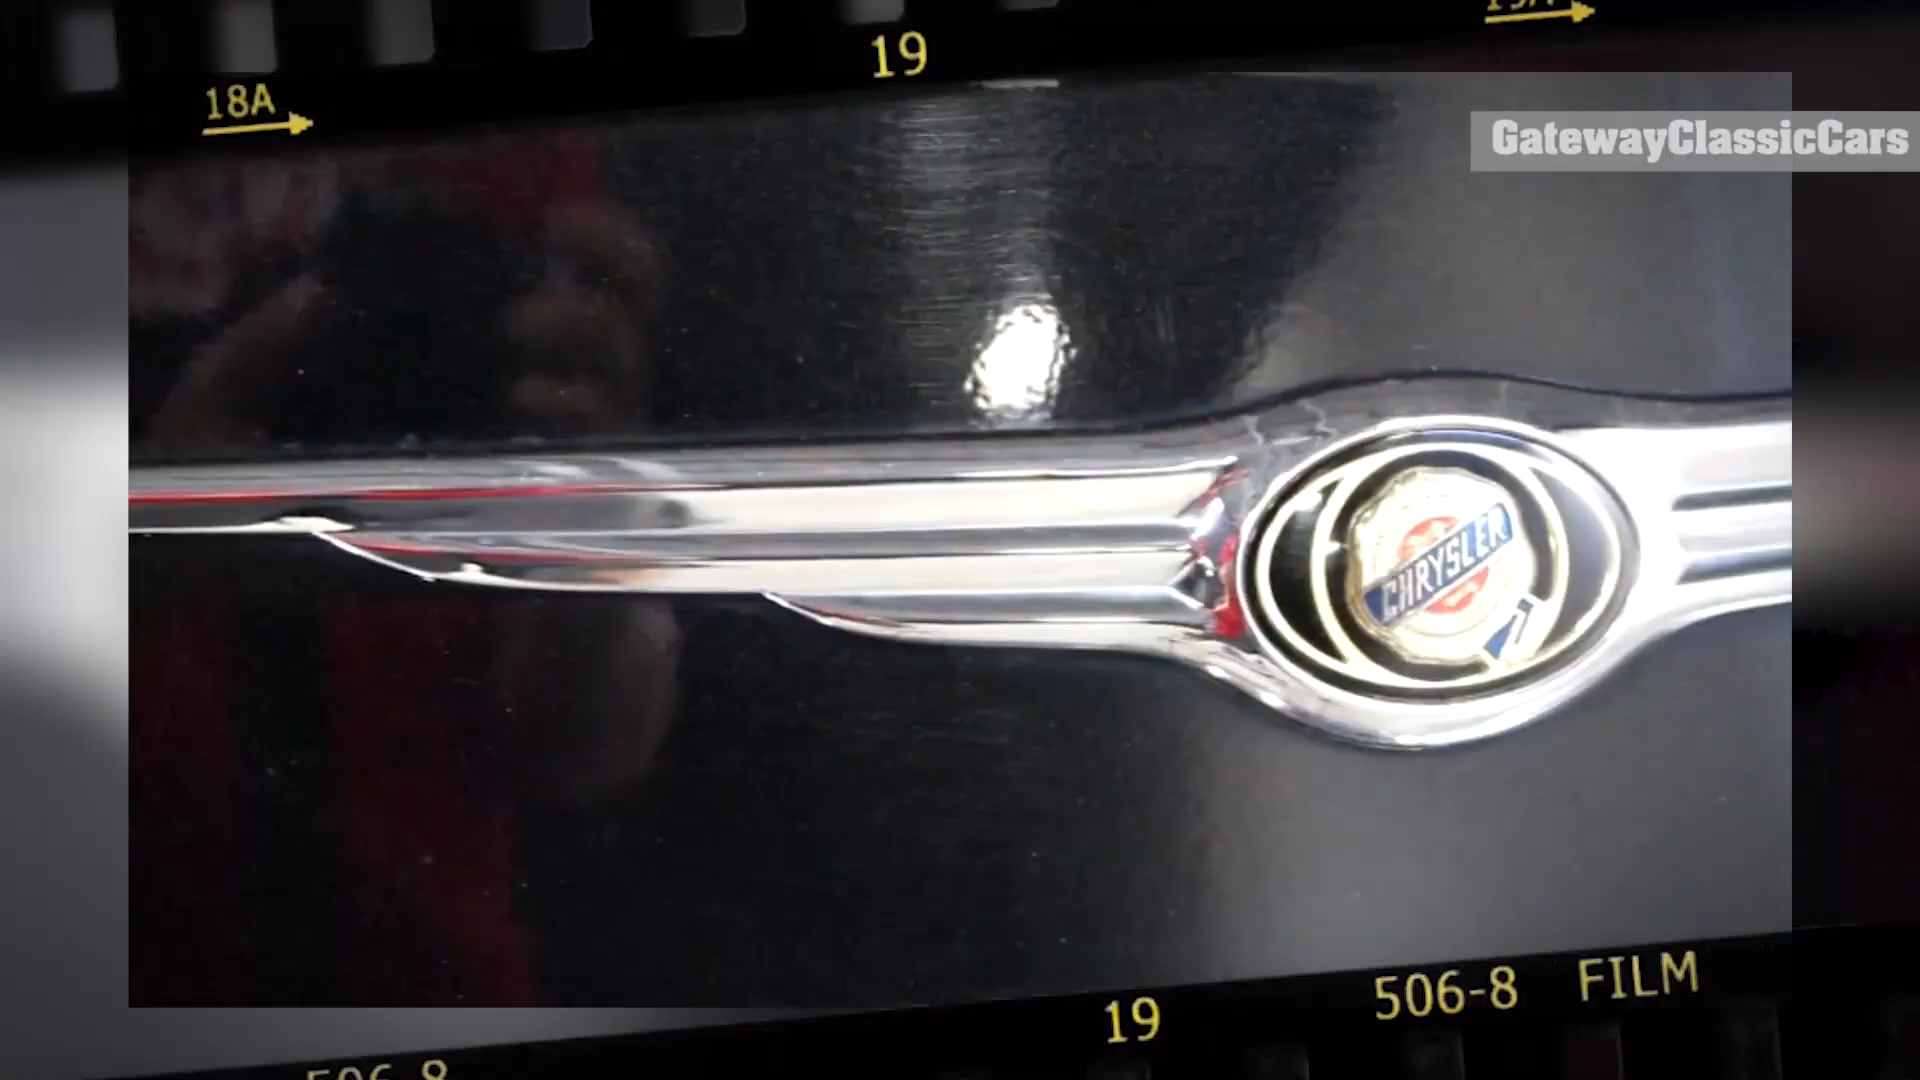 19
18A
GatewayClassicCars
CHRYSLER
506-8 FILM
19